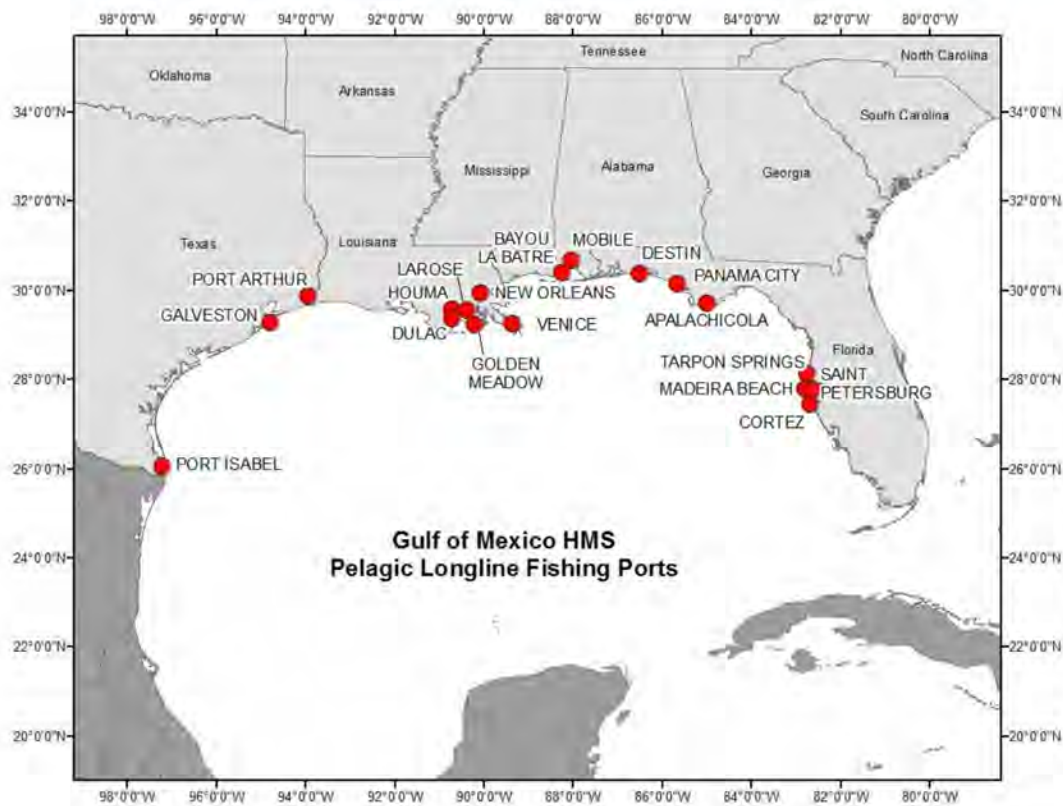 98°0'0"W 96°0'0"W 94°0'0"W 92°0'0"W 90°0'0"W 88°0'0"W 86°0'0"W 84°0'0"W 82°0'0"W 80°0'0"W
Tennessee
North Carolina
Oklahoma
Arkansas
34°0'0"N
34°0'0"N
South Carolina
Mississippi
Alabama
Georgia
32°0'0"N
32°0'0"N
Texas
Louisiana
BAYOU
LA BATRE
MOBILE
DESTIN
PORT ARTHUR
LAROSE
PANAMA CITY
30°0'0"N
HOUMA
NEW ORLEANS
30°0'0"N
GALVESTON
DULAC
VENICE
APALACHICOLA
GOLDEN
MEADOW
Florida
TARPON SPRINGS
28°0'0"N
MADEIRA BEACH
SAINT
PETERSBURG
28°0'0"N
CORTEZ
26°0'0"N
PORT ISABEL
26°0'0"N
Gulf of Mexico HMS
Pelagic Longline Fishing Ports
24°0'0"N
24°0'0"N
22°0'0"N
22°0'0"N
20°0'0"N
20°0'0"N
98°0'0"W 96°0'0"W 94°0'0"W 92°0'0"W 90°0'0"W 88°0'0"W 86°0'0"W 84°0'0"W 82°0'0"W 80°0'0"W